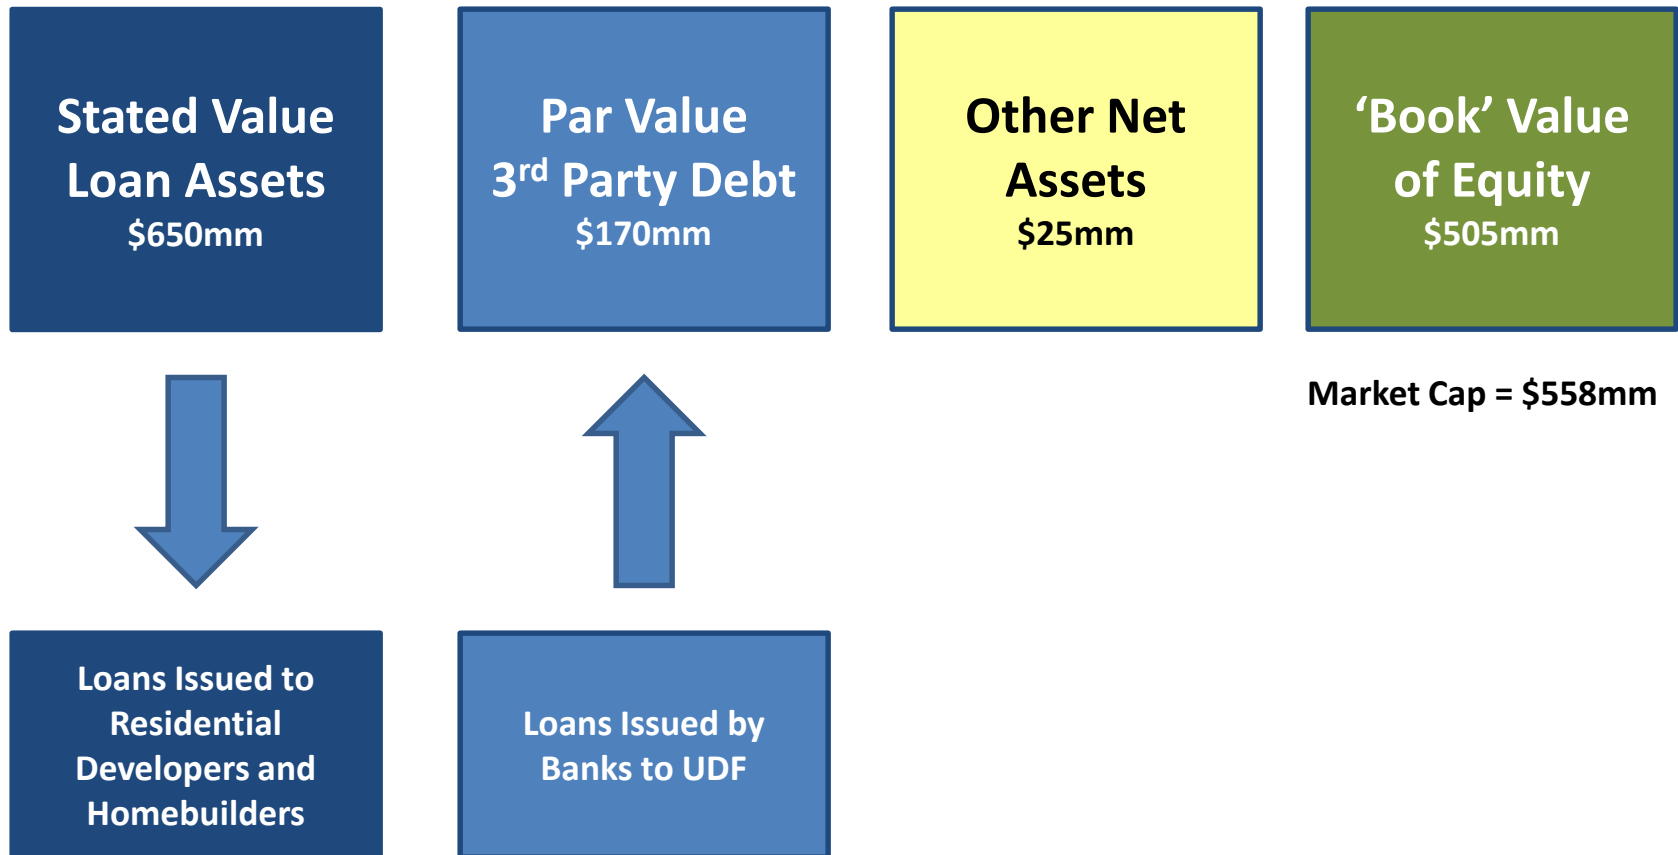 Stated Value
Loan Assets
$650mm
Par Value
3rd Party Debt
$170mm
Other Net
Assets
$25mm
‘Book’ Value
of Equity
$505mm
Market Cap = $558mm
Loans Issued to
Residential
Developers and
Homebuilders
Loans Issued by
Banks to UDF